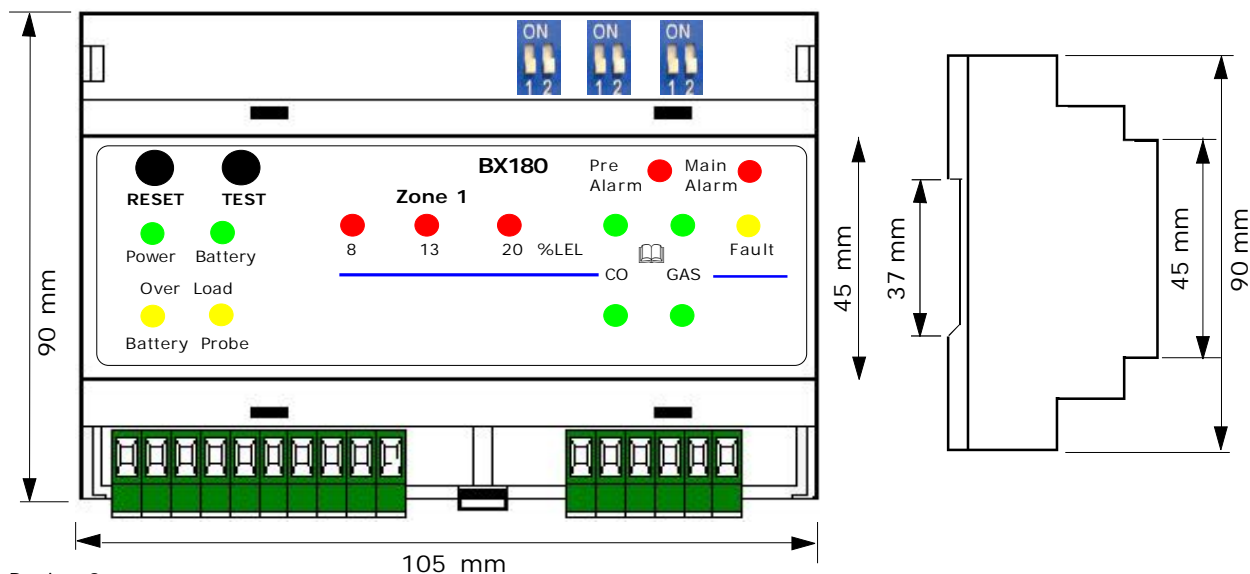 ON ON ON
1 2 1 2 1 2
BX180
Pre Alarm
Main Alarm
RESET TEST
Zone 1
8 13 20 %LEL
Fault
Power Battery
CO GAS
Over Load
Battery Probe
90 mm
105 mm
45 mm
37 mm
45 mm
90 mm